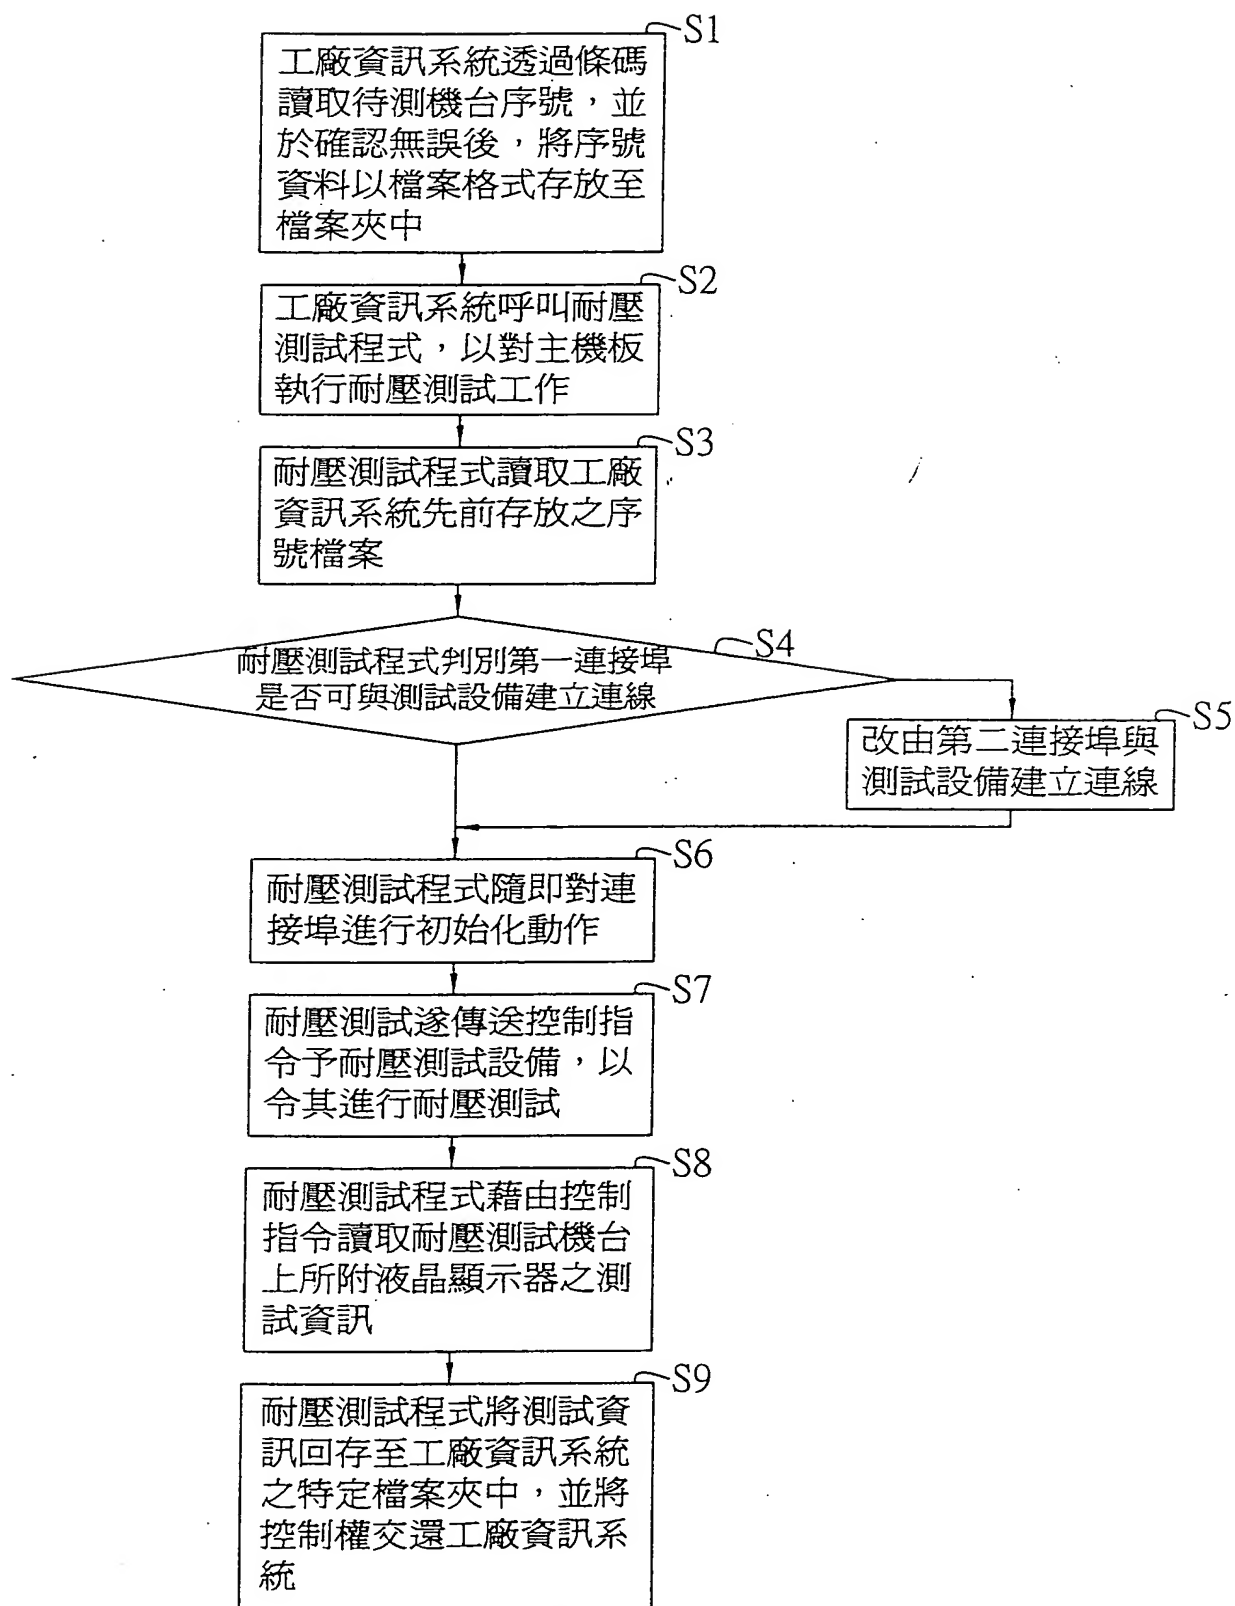 S1
工廠資訊系統透過條碼
讀取待測機台序號，並
於確認無誤後，將序號
資料以檔案格式存放至
檔案夾中
S2
工廠資訊系統呼叫耐壓
測試程式，以對主機板
執行耐壓測試工作
S3
耐壓測試程式讀取工廠
資訊系統先前存放之序
號檔案
S4
耐壓測試程式判別第一連接埠
是否可與測試設備建立連線
S5
改由第二連接埠與
測試設備建立連線
S6
耐壓測試程式隨即對連
接埠進行初始化動作
S7
耐壓測試遂傳送控制指
令予耐壓測試設備，以
令其進行耐壓測試
S8
耐壓測試程式藉由控制
指令讀取耐壓測試機台
上所附液晶顯示器之測
試資訊
S9
耐壓測試程式將測試資
訊回存至工廠資訊系統
之特定檔案夾中，並將
控制權交還工廠資訊系
統